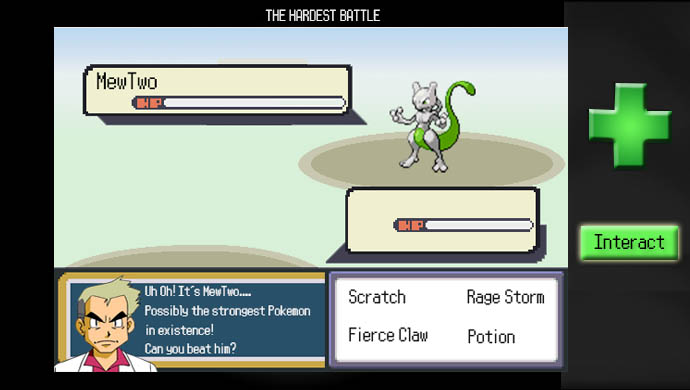 THE HARDEST BATTLE
MewTwo
HP
HP
Interact
Uh Oh! It's MewTwo....
Possibly the strongest Pokemon
in existence!
Can you beat him?
Scratch Rage Storm
Fierce Claw Potion